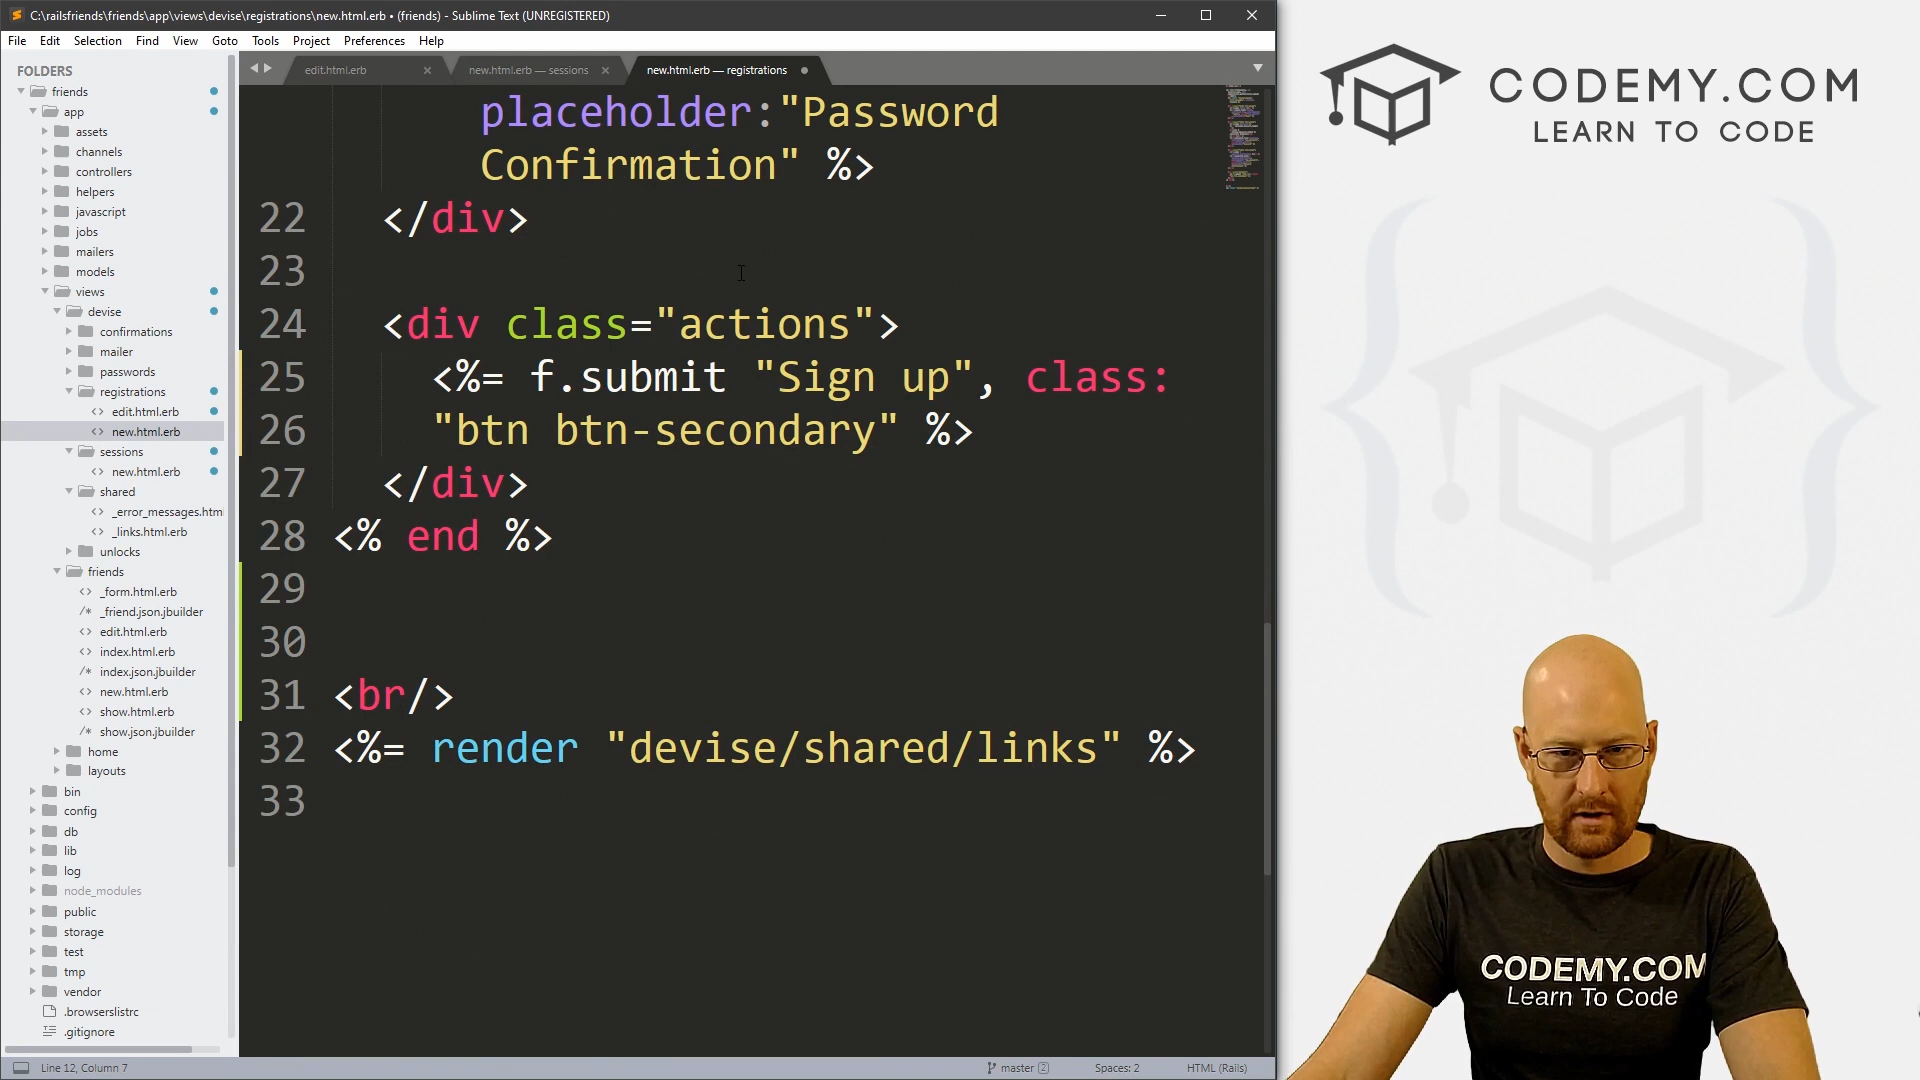 C:\railsfriends\friends\app\views\devise\registrations\new.html.erb • (friends) - Sublime Text (UNREGISTERED)
File Edit Selection Find View Goto Tools Project Preferences Help
FOLDERS
friends
app
assets
channels
controllers
helpers
javascript
jobs
mailers
models
views
devise
confirmations
mailer
passwords
registrations
edit.html.erb
new.html.erb
sessions
new.html.erb
shared
_error_messages.htm
_links.html.erb
unlocks
friends
_form.html.erb
_friend.json.jbuilder
edit.html.erb
index.html.erb
index.json.jbuilder
new.html.erb
show.html.erb
show.json.jbuilder
home
layouts
bin
config
db
lib
log
node_modules
public
storage
test
tmp
vendor
.browserslistrc
.gitignore
edit.html.erb
new.html.erb — sessions
new.html.erb — registrations
placeholder:"Password
Confirmation" %>
22 </div>
23
24 <div class="actions">
25 <%= f.submit "Sign up", class:
26 "btn btn-secondary" %>
27 </div>
28 <% end %>
29
30
31 <br/>
32 <%= render "devise/shared/links" %>
33
Line 12, Column 7
master 2
Spaces: 2
HTML (Rails)
CODEMY.COM
LEARN TO CODE
CODEMY.COM
Learn To Code